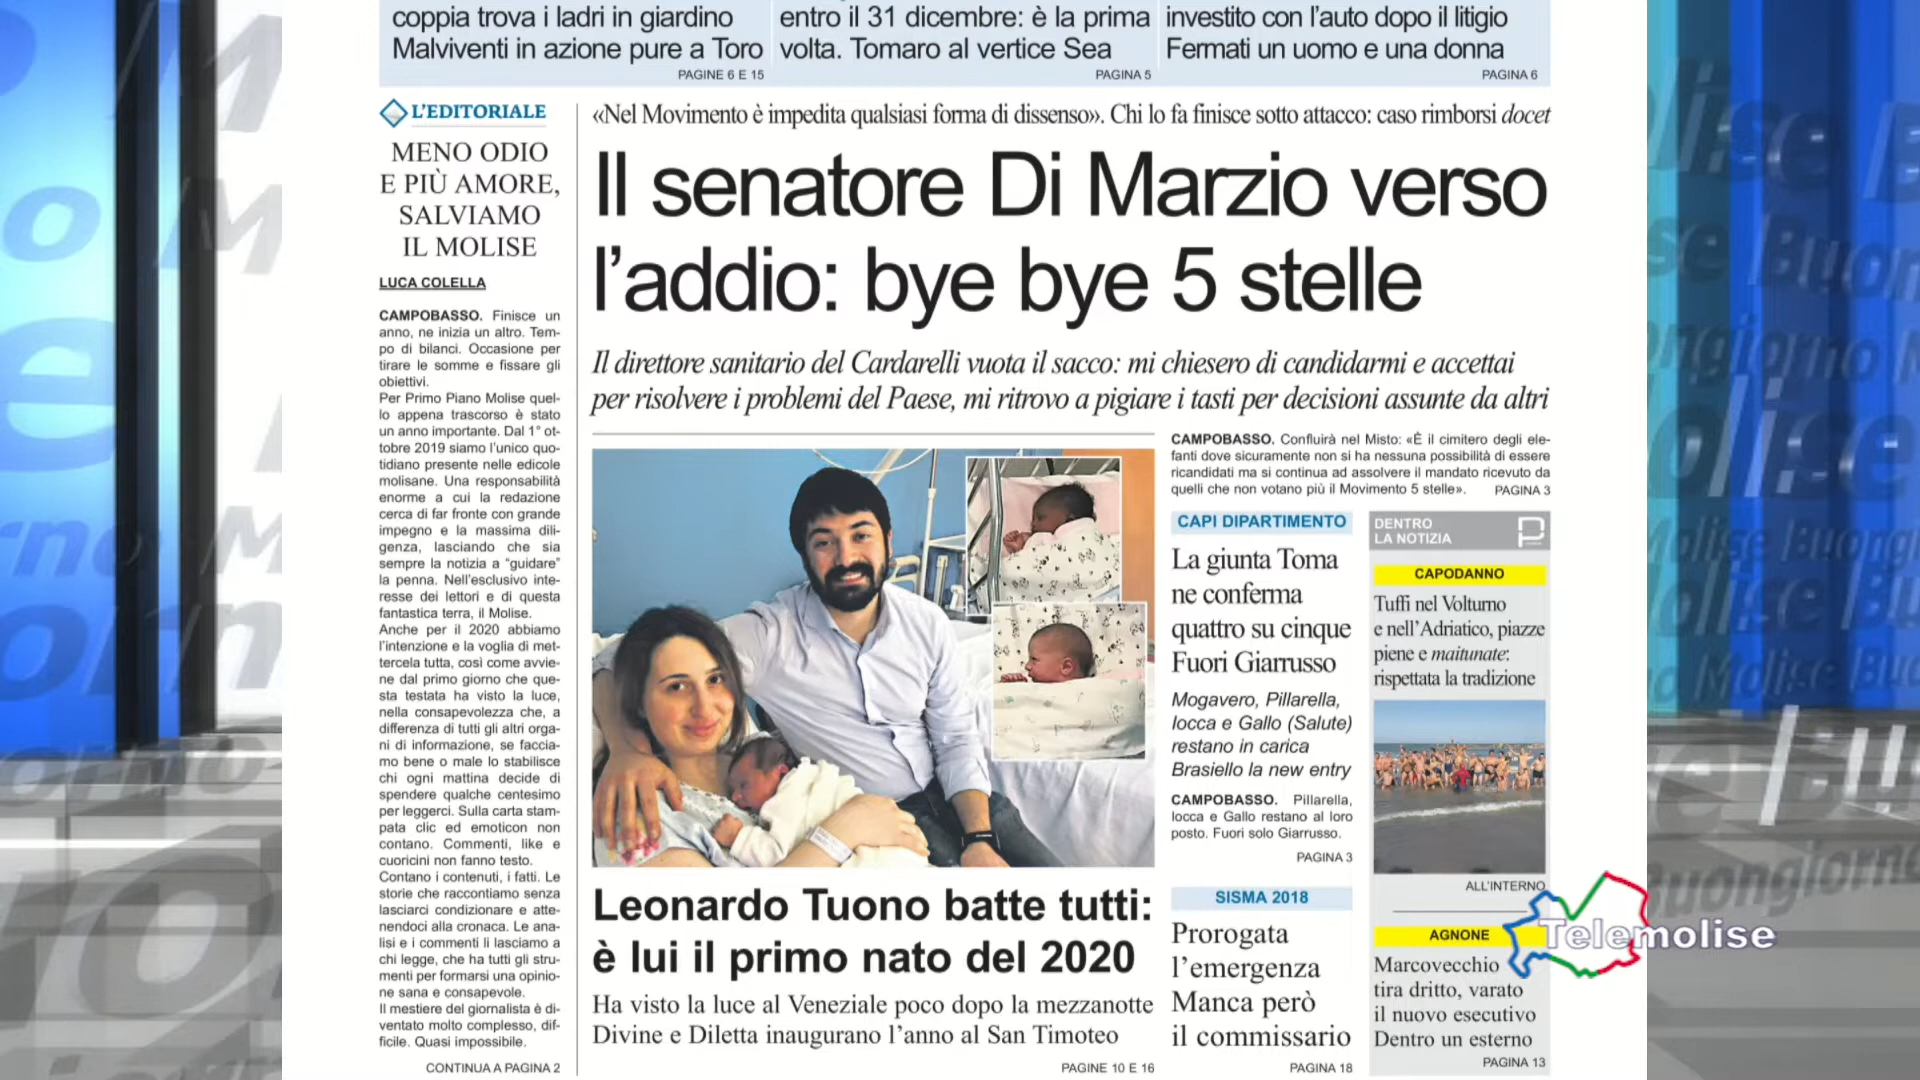 coppia trova i ladri in giardino
Malviventi in azione pure a Toro
PAGINE 6 E 15
entro il 31 dicembre: è la prima
volta. Tomaro al vertice Sea
PAGINA 5
investito con l'auto dopo il litigio
Fermati un uomo e una donna
PAGINA 6
L'EDITORIALE
MENO ODIO
E PIÙ AMORE,
SALVIAMO
IL MOLISE
LUCA COLELLA
CAMPOBASSO. Finisce un
anno, ne inizia un altro. Tem-
po di bilanci. Occasione per
tirare le somme e fissare gli
obiettivi.
Per Primo Piano Molise quel-
lo appena trascorso è stato
un anno importante. Dal 1° ot-
tobre 2019 siamo l'unico quo-
tidiano presente nelle edicole
molisane. Una responsabilità
enorme a cui la redazione
cerca di far fronte con grande
impegno e la massima dili-
genza, lasciando che sia
sempre la notizia a "guidare"
la penna. Nell'esclusivo inte-
resse dei lettori e di questa
fantastica terra, il Molise.
Anche per il 2020 abbiamo
l'intenzione e la voglia di met-
tercela tutta, così come avvie-
ne dal primo giorno che que-
sta testata ha visto la luce,
nella consapevolezza che, a
differenza di tutti gli altri orga-
ni di informazione, se faccia-
mo bene o male lo stabilisce
chi ogni mattina decide di
spendere qualche centesimo
per leggerci. Sulla carta stam-
pata clic ed emoticon non
contano. Commenti, like e
cuoricini non fanno testo.
Contano i contenuti, i fatti. Le
storie che raccontiamo senza
lasciarci condizionare e atte-
nendoci alla cronaca. Le ana-
lisi e i commenti li lasciamo a
chi legge, che ha tutti gli stru-
menti per formarsi una opinio-
ne sana e consapevole.
Il mestiere del giornalista è di-
ventato molto complesso, dif-
ficile. Quasi impossibile.
CONTINUA A PAGINA 2
«Nel Movimento è impedita qualsiasi forma di dissenso». Chi lo fa finisce sotto attacco: caso rimborsi docet
Il senatore Di Marzio verso
l'addio: bye bye 5 stelle
Il direttore sanitario del Cardarelli vuota il sacco: mi chiesero di candidarmi e accettai
per risolvere i problemi del Paese, mi ritrovo a pigiare i tasti per decisioni assunte da altri
CAMPOBASSO. Confluirà nel Misto: «È il cimitero degli ele-
fanti dove sicuramente non si ha nessuna possibilità di essere
ricandidati ma si continua ad assolvere il mandato ricevuto da
quelli che non votano più il Movimento 5 stelle». PAGINA 3
Leonardo Tuono batte tutti:
è lui il primo nato del 2020
Ha visto la luce al Veneziale poco dopo la mezzanotte
Divine e Diletta inaugurano l'anno al San Timoteo
PAGINE 10 E 16
CAPI DIPARTIMENTO
La giunta Toma
ne conferma
quattro su cinque
Fuori Giarrusso
Mogavero, Pillarella,
Iocca e Gallo (Salute)
restano in carica
Brasiello la new entry
CAMPOBASSO. Pillarella,
Iocca e Gallo restano al loro
posto. Fuori solo Giarrusso.
PAGINA 3
SISMA 2018
Prorogata
l'emergenza
Manca però
il commissario
PAGINA 18
DENTRO
LA NOTIZIA
CAPODANNO
Tuffi nel Volturno
e nell'Adriatico, piazze
piene e maitunate:
rispettata la tradizione
ALL'INTERNO
AGNONE
Marcovecchio
tira dritto, varato
il nuovo esecutivo
Dentro un esterno
PAGINA 13
Telemolise